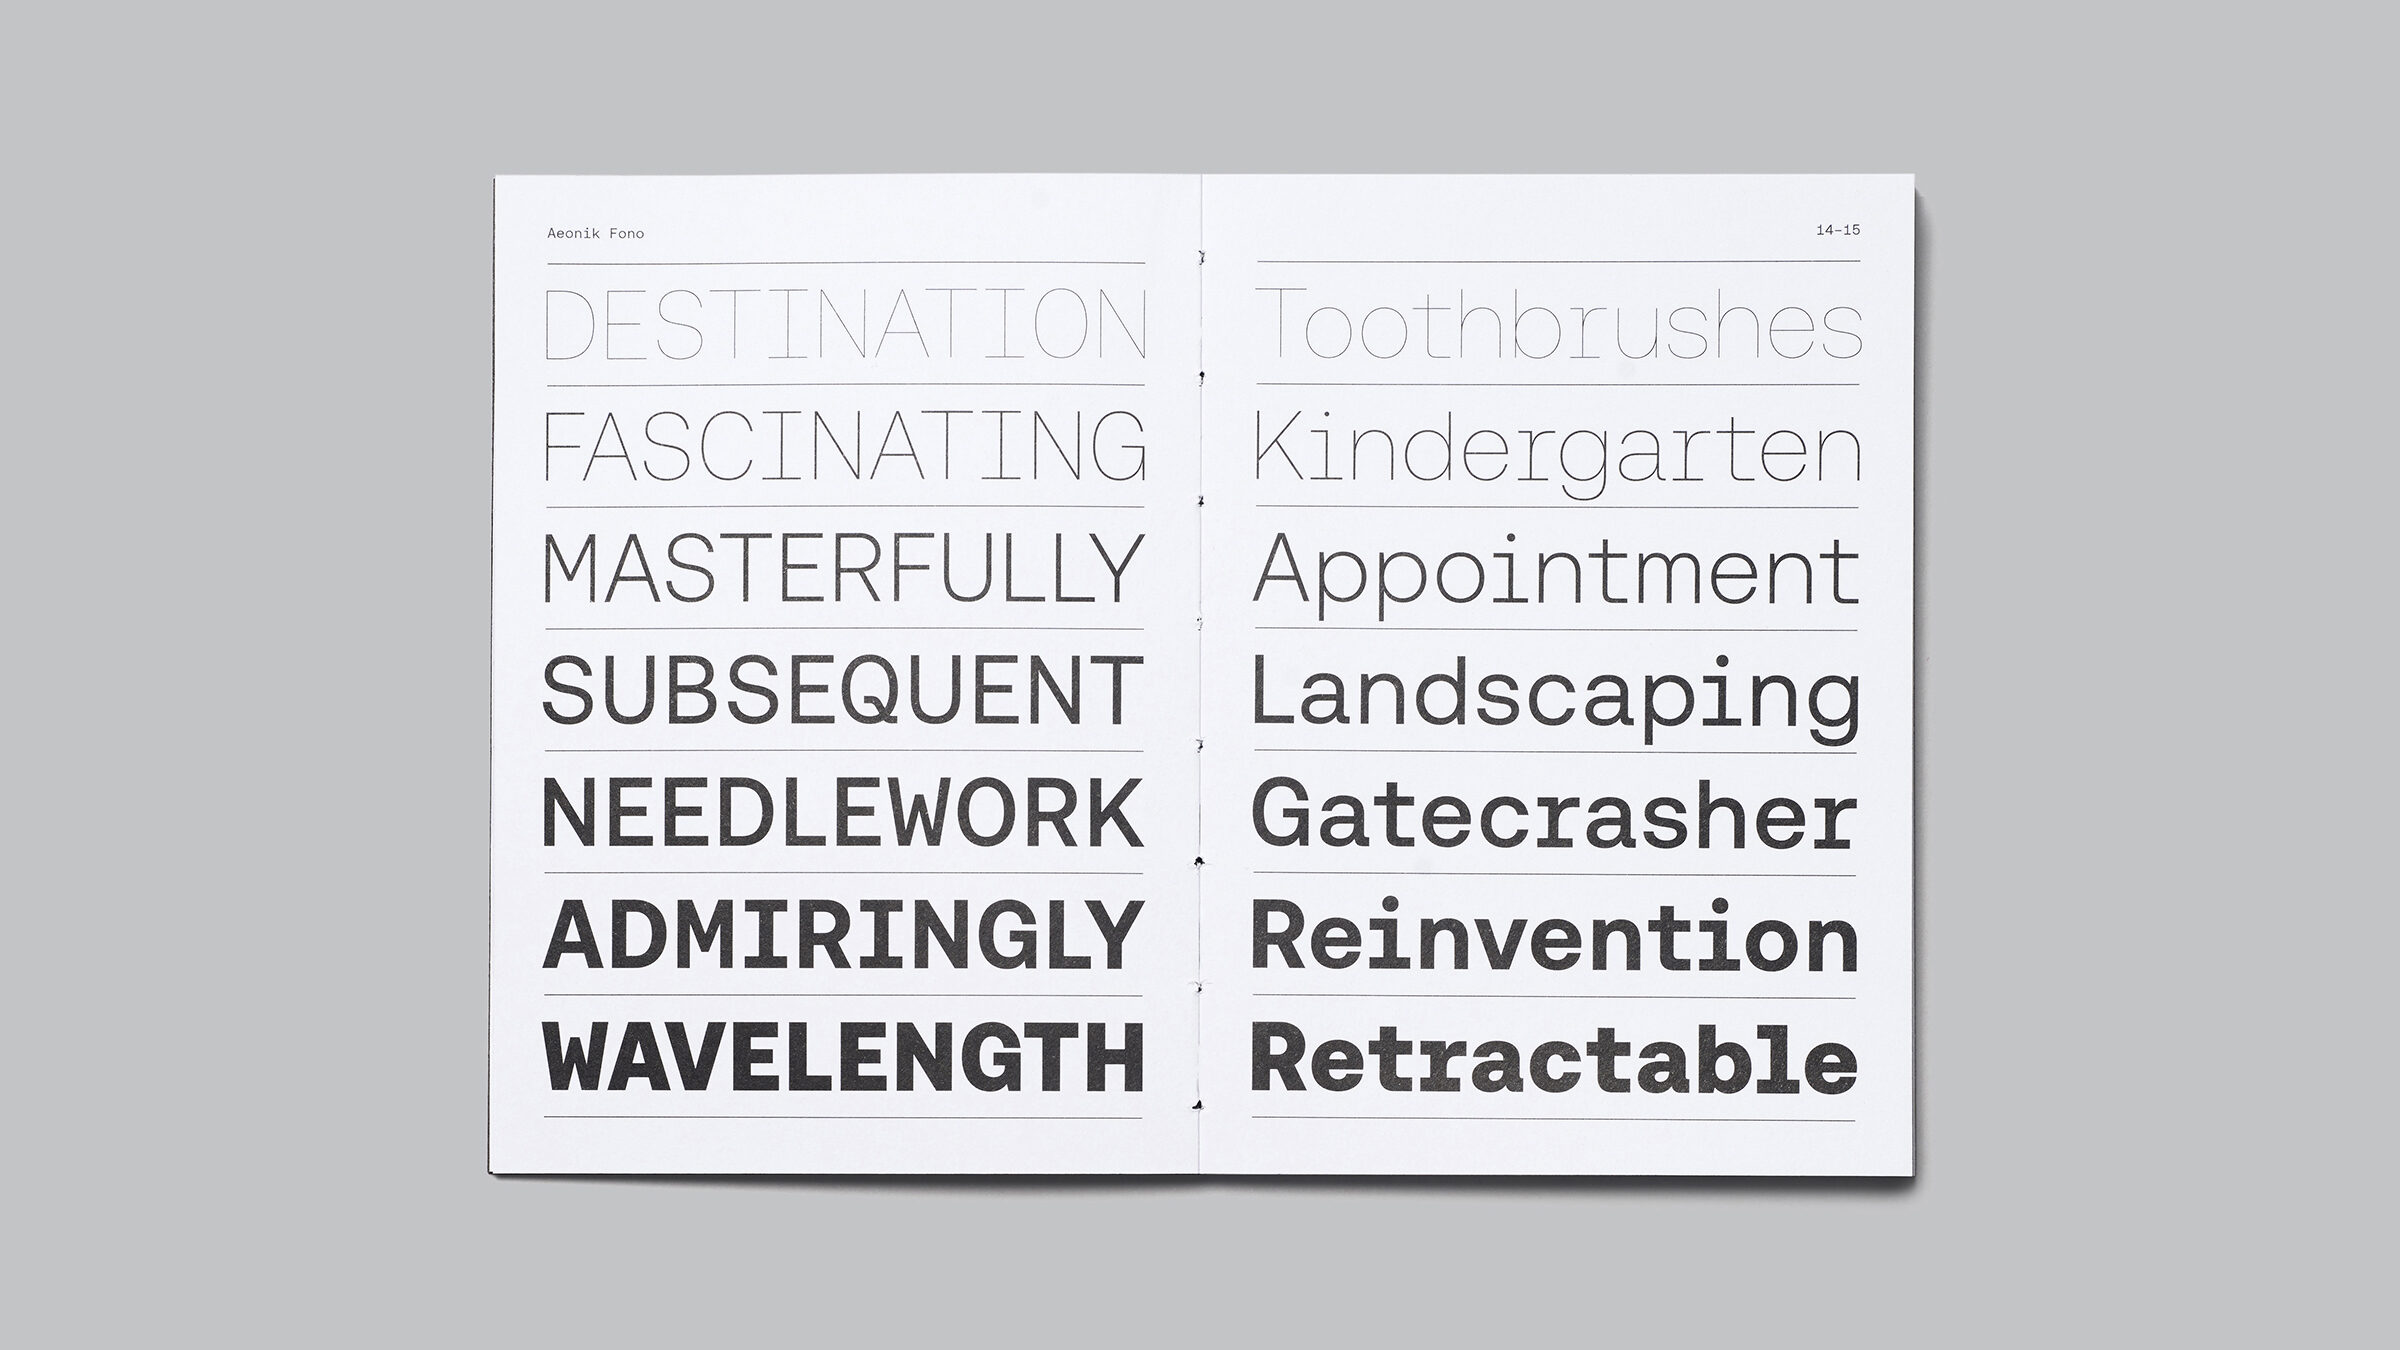 Aeonik Fono
DESTINATION
FASCINATING
MASTERFULLY
SUBSEQUENT
NEEDLEWORK
ADMIRINGLY
WAVELENGTH
14–15
Toothbrushes
Kindergarten
Appointment
Landscaping
Gatecrasher
Reinvention
Retractable